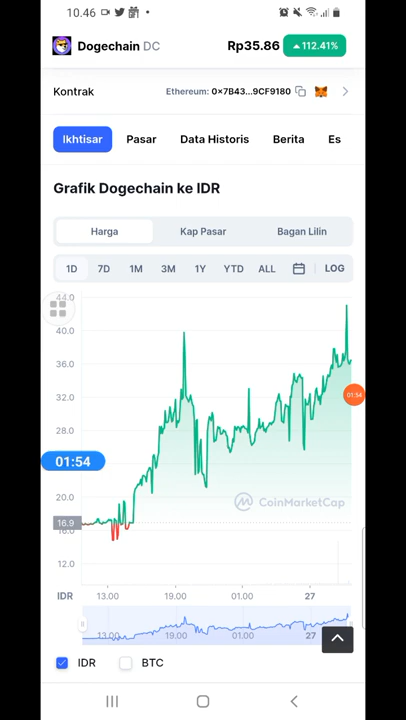 10.46
Dogechain DC
Rp35.86
112.41%
Kontrak
Ethereum: 0x7B43...9CF9180
Ikhtisar
Pasar
Data Historis
Berita
Es
Grafik Dogechain ke IDR
Harga
Kap Pasar
Bagan Lilin
1D
7D
1M
3M
1Y
YTD
ALL
LOG
44.0
40.0
36.0
32.0
01:54
28.0
01:54
20.0
CoinMarketCap
16.9
16.0
12.0
IDR
13.00
19.00
01.00
27
13.00
19.00
01.00
27
IDR
BTC